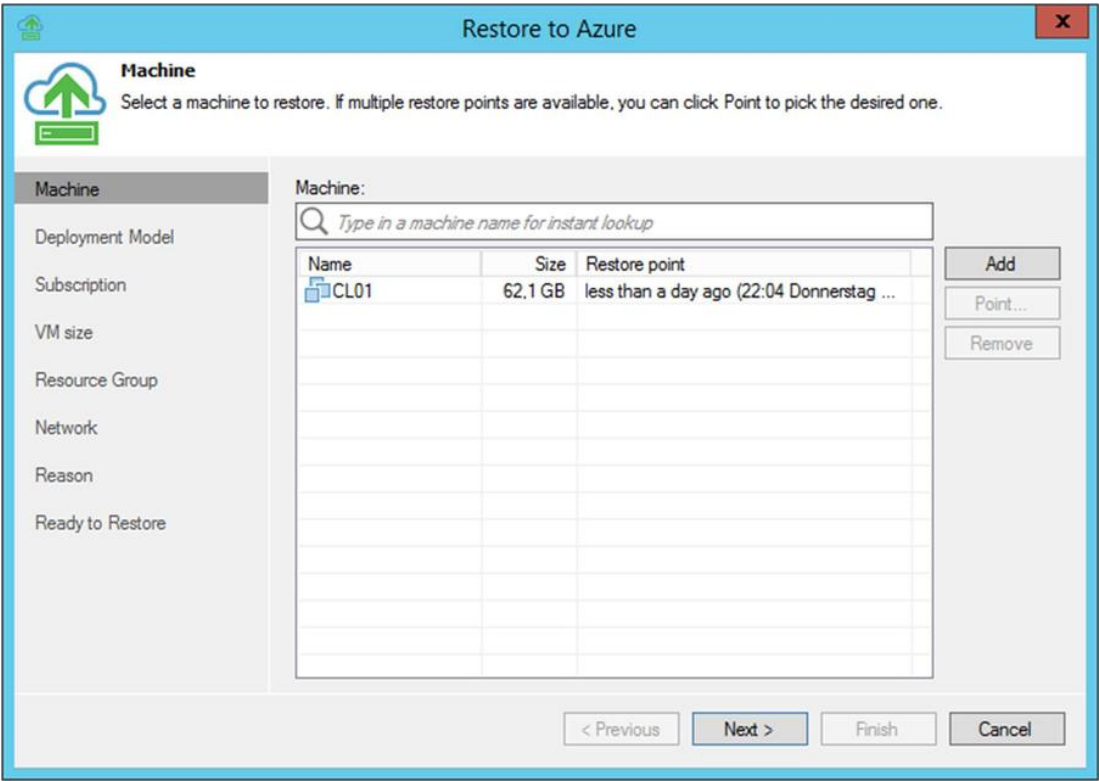 Restore to Azure
x
Machine
Select a machine to restore. If multiple restore points are available, you can click Point to pick the desired one.
Machine
Deployment Model
Subscription
VM size
Resource Group
Network
Reason
Ready to Restore
Machine:
Type in a machine name for instant lookup
Name Size Restore point
CL01 62,1 GB less than a day ago (22:04 Donnerstag ...
Add
Point...
Remove
< Previous Next > Finish Cancel